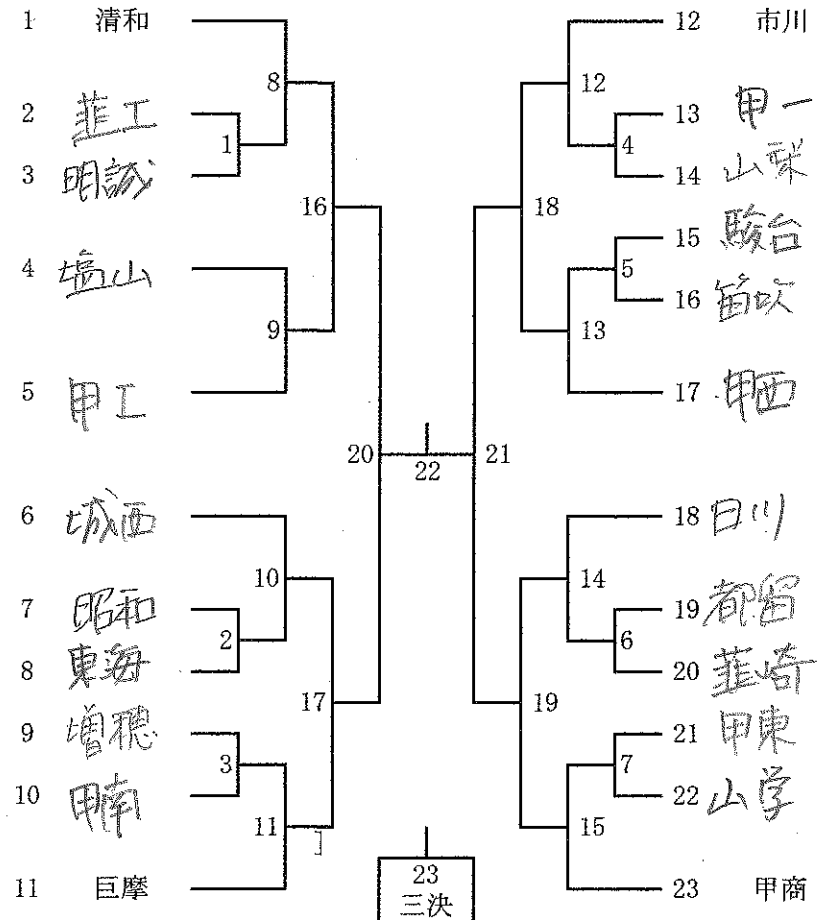 1 清和
2 韮工
3 明誠
4 塩山
5 甲工
6 城西
7 昭和
8 東海
9 増穂
10 甲南
11 巨摩
8
1
16
9
20
10
2
17
3
11
22
23
三決
12 市川
13 甲一
14 山梨
15 駿台
16 笛吹
17 甲西
18 日川
19 都留
20 韮崎
21 甲東
22 山学
23 甲商
12
4
18
5
13
21
14
6
19
7
15